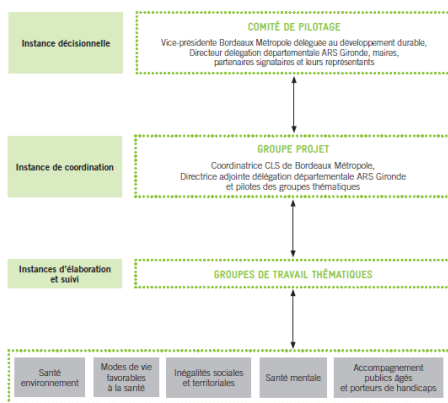 Instance décisionnelle
COMITÉ DE PILOTAGE
Vice-présidente Bordeaux Métropole déléguée au développement durable,
Directeur délégation départementale ARS Gironde, maires,
partenaires signataires et leurs représentants
Instance de coordination
GROUPE PROJET
Coordinatrice CLS de Bordeaux Métropole,
Directrice adjointe délégation départementale ARS Gironde
et pilotes des groupes thématiques
Instances d'élaboration
et suivi
GROUPES DE TRAVAIL THÉMATIQUES
Santé
environnement
Modes de vie
favorables
à la santé
Inégalités sociales
et territoriales
Santé mentale
Accompagnement
publics âgés
et porteurs de handicaps